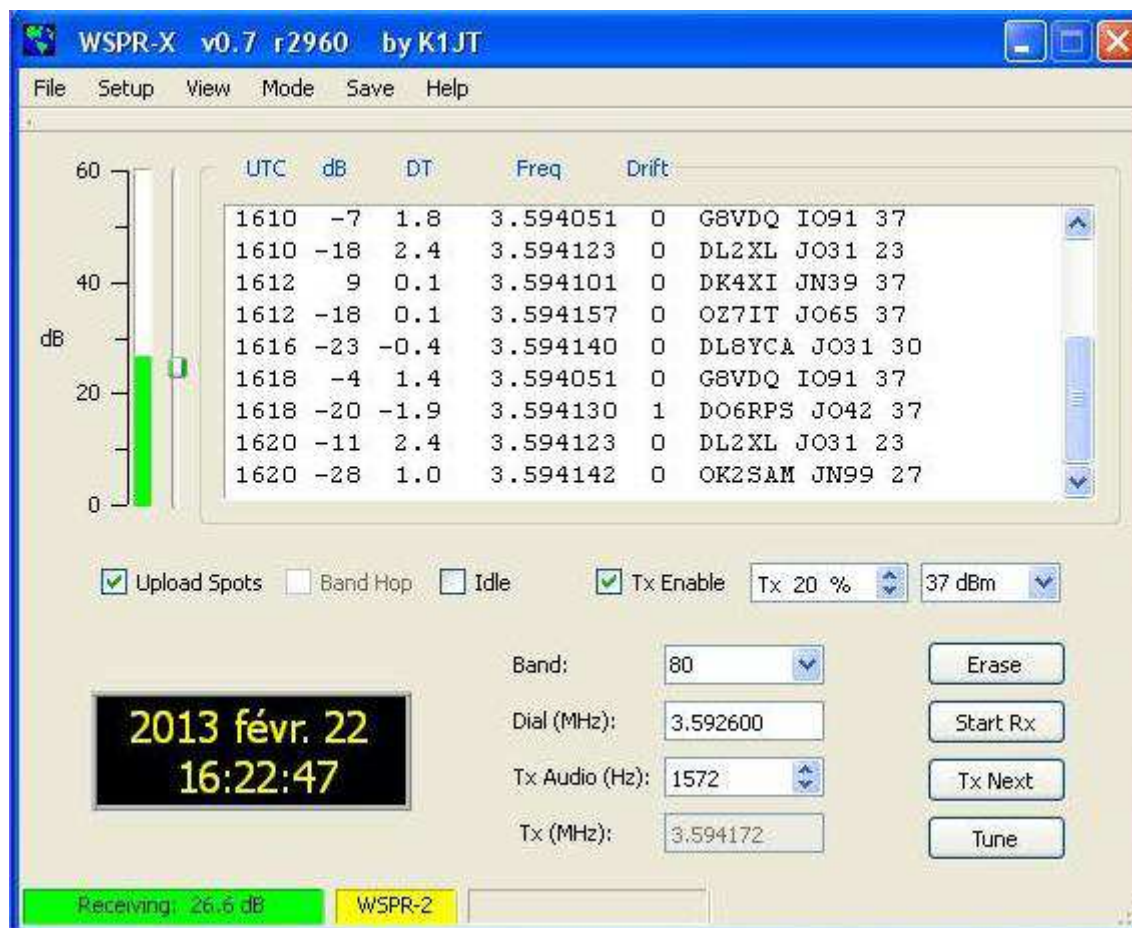 WSPR-X v0.7 r2960 by K1JT
File Setup View Mode Save Help
UTC dB DT Freq Drift
60
40
dB
20
0
1610 -7 1.8 3.594051 0 G8VDQ IO91 37
1610 -18 2.4 3.594123 0 DL2XL JO31 23
1612 9 0.1 3.594101 0 DK4XI JN39 37
1612 -18 0.1 3.594157 0 OZ7IT JO65 37
1616 -23 -0.4 3.594140 0 DL8YCA JO31 30
1618 -4 1.4 3.594051 0 G8VDQ IO91 37
1618 -20 -1.9 3.594130 1 DO6RPS JO42 37
1620 -11 2.4 3.594123 0 DL2XL JO31 23
1620 -28 1.0 3.594142 0 OK2SAM JN99 27
Upload Spots Band Hop Idle Tx Enable Tx 20 % 37 dBm
Band: 80 Erase
Dial (MHz): 3.592600 Start Rx
Tx Audio (Hz): 1572 Tx Next
Tx (MHz): 3.594172 Tune
2013 févr. 22
16:22:47
Receiving: 26.6 dB WSPR-2